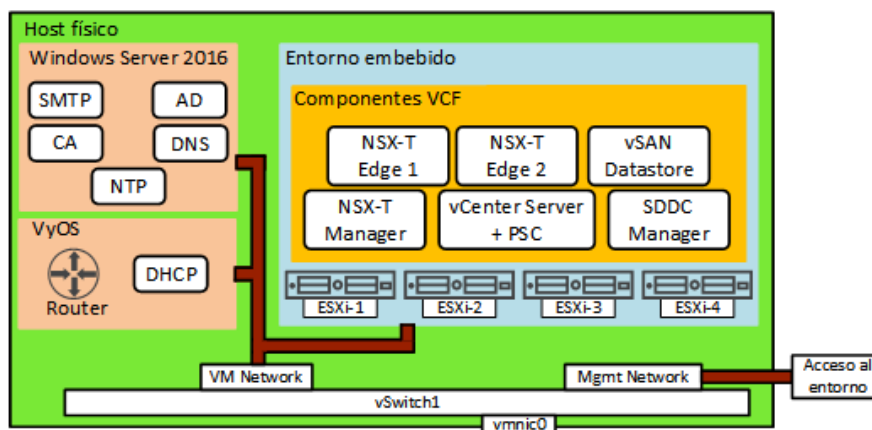 Host físico
Windows Server 2016
SMTP
AD
CA
DNS
NTP
VyOS
Router
DHCP
Entorno embebido
Componentes VCF
NSX-T
Edge 1
NSX-T
Edge 2
vSAN
Datastore
NSX-T
Manager
vCenter Server
+ PSC
SDDC
Manager
ESXi-1
ESXi-2
ESXi-3
ESXi-4
VM Network
Mgmt Network
Acceso al
entorno
vSwitch1
vmnic0